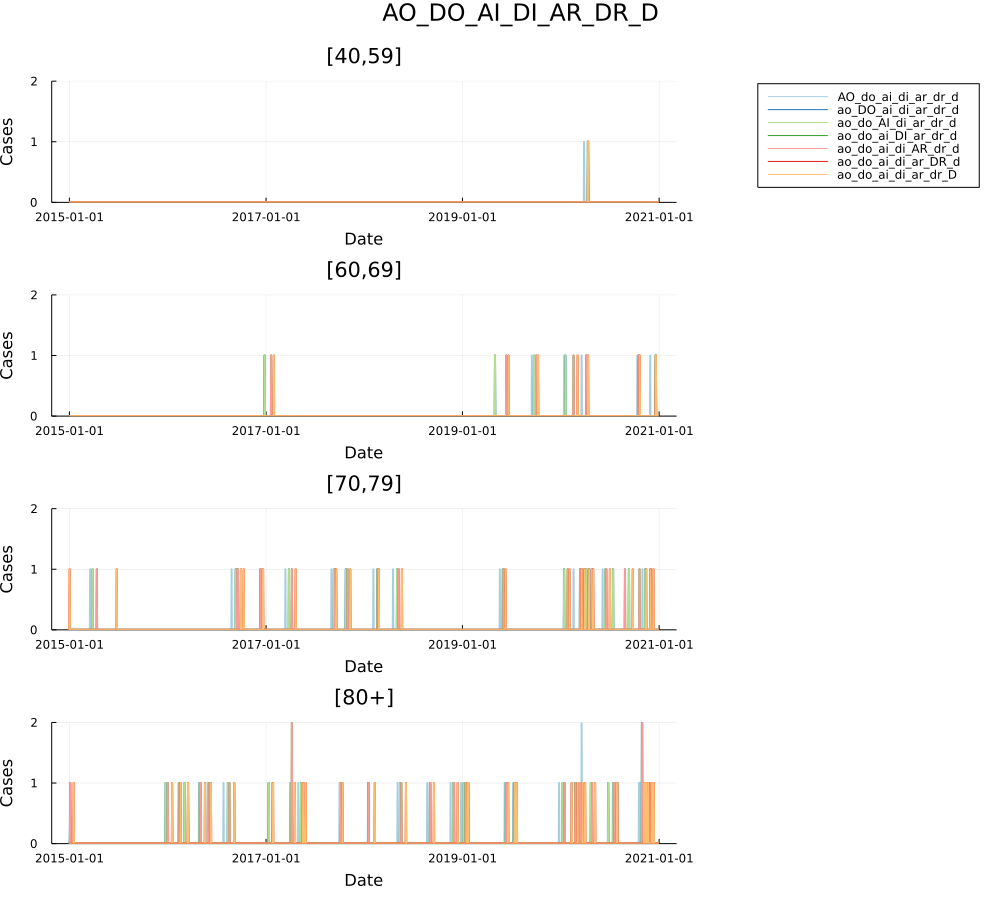 AO_DO_AI_DI_AR_DR_D
[40,59]
2
1
0
Cases
2015-01-01 2017-01-01 2019-01-01 2021-01-01
Date
AO_do_ai_di_ar_dr_d
ao_DO_ai_di_ar_dr_d
ao_do_AI_di_ar_dr_d
ao_do_ai_DI_ar_dr_d
ao_do_ai_di_AR_dr_d
ao_do_ai_di_ar_DR_d
ao_do_ai_di_ar_dr_D
[60,69]
2
1
0
Cases
2015-01-01 2017-01-01 2019-01-01 2021-01-01
Date
[70,79]
2
1
0
Cases
2015-01-01 2017-01-01 2019-01-01 2021-01-01
Date
[80+]
2
1
0
Cases
2015-01-01 2017-01-01 2019-01-01 2021-01-01
Date